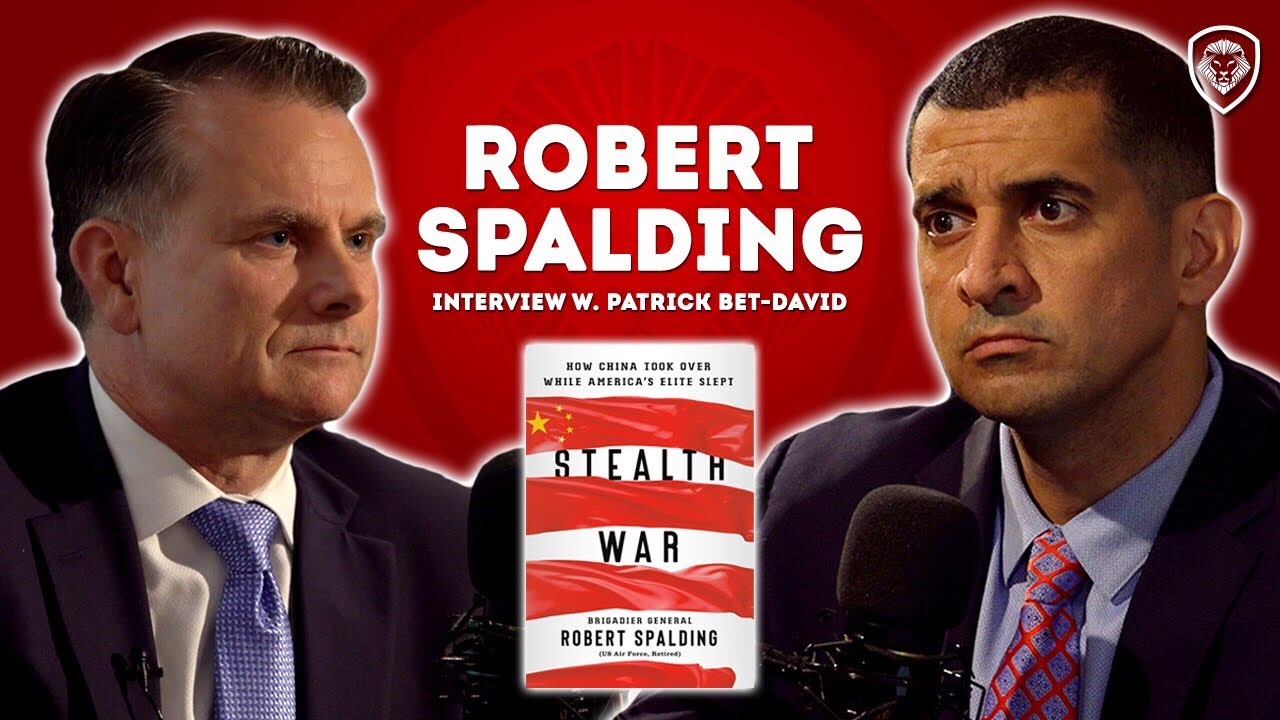 ROBERT
SPALDING
INTERVIEW W. PATRICK BET-DAVID
HOW CHINA TOOK OVER
WHILE AMERICA'S ELITE SLEPT
STEALTH
WAR
BRIGADIER GENERAL
ROBERT SPALDING
(US Air Force, Retired)